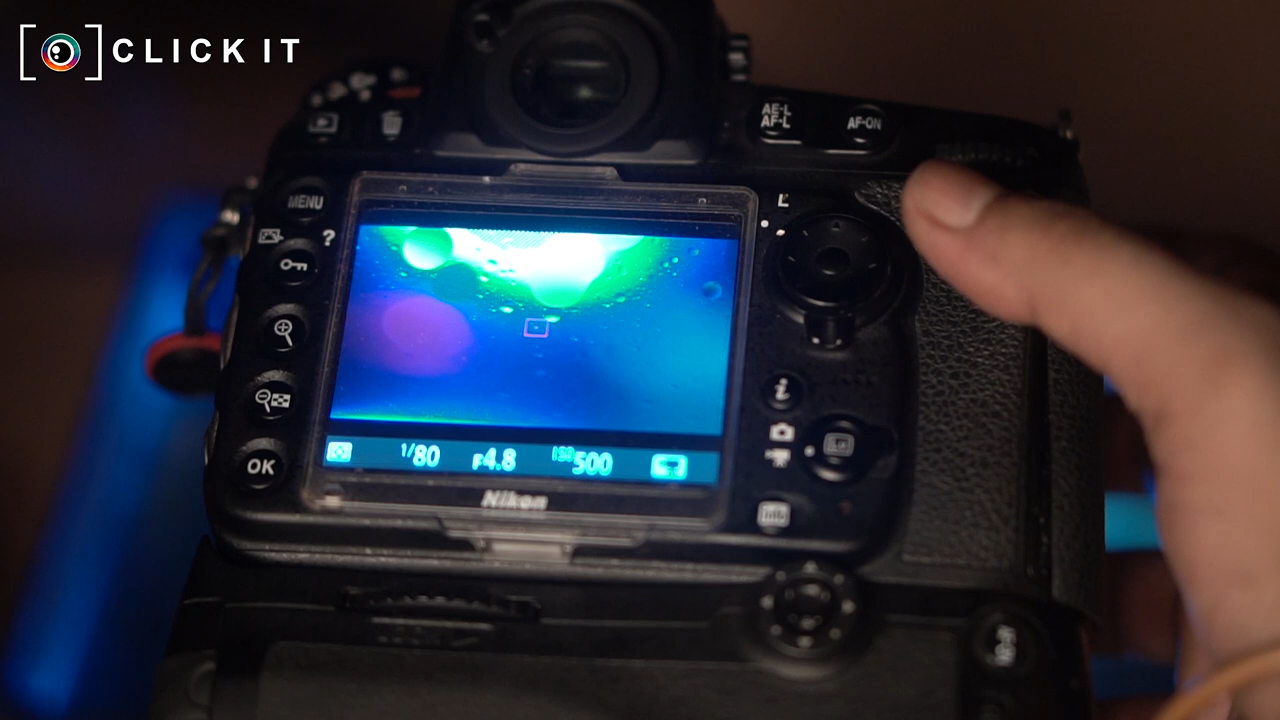 CLICK IT
AE-L
AF-L
AF-ON
MENU
?
L
i
1/80 F4.8 ISO 500
OK
Nikon